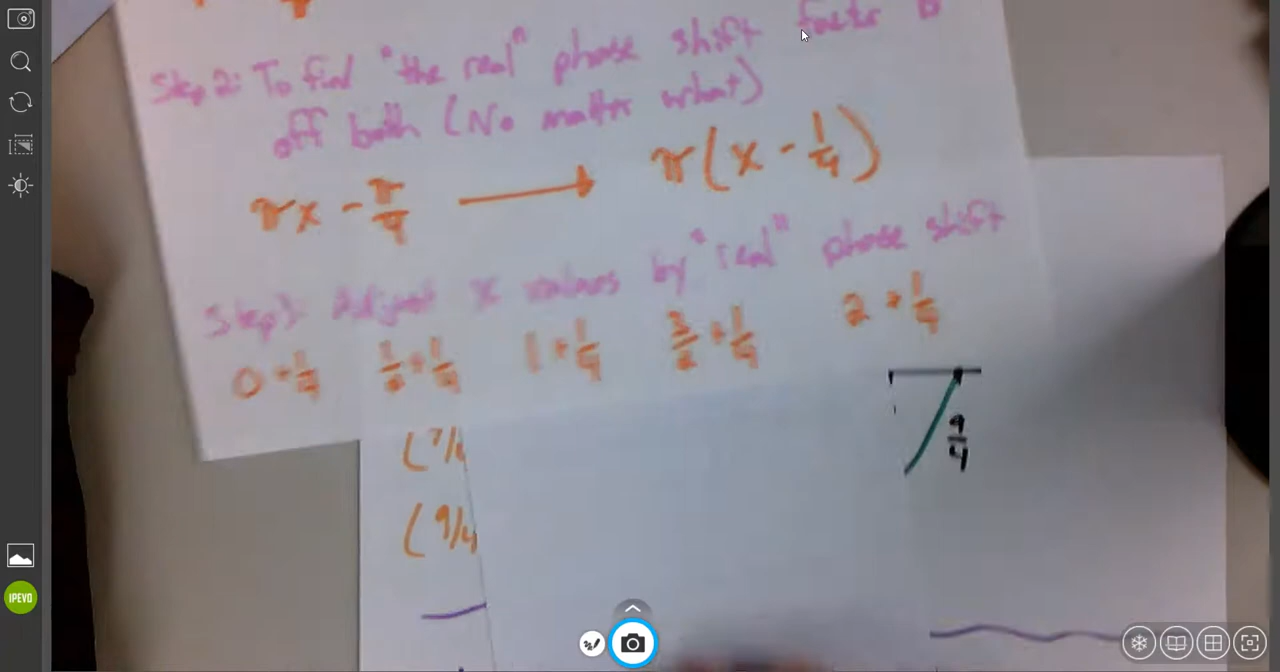 Step 2: To find "the real" phase shift factor B
off both (No matter what)
πx - π/4 → π(x - 1/4)
Step 3: Adjust x values by "real" phase shift
0 + 1/4 1/2 + 1/4 1 + 1/4 3/2 + 1/4 2 + 1/4
(7/4
9/4
(9/4
IPEVO